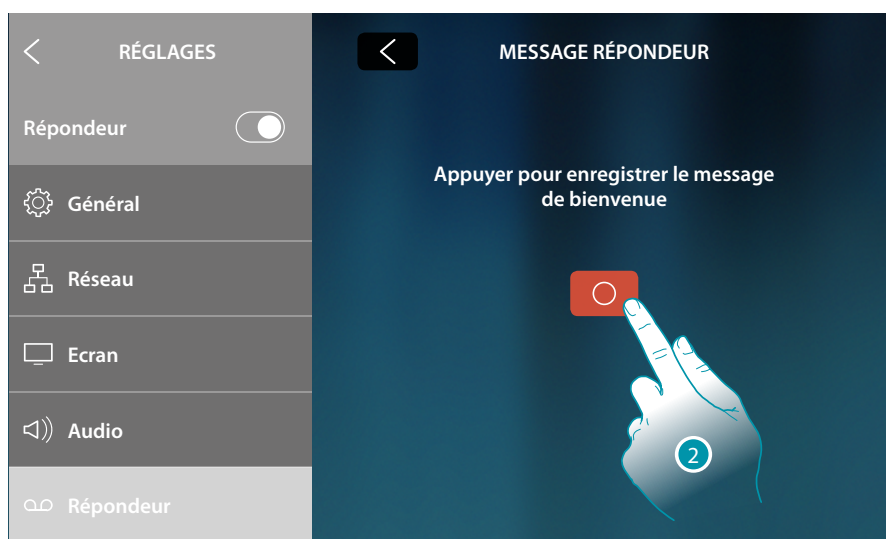 RÉGLAGES
Répondeur
Général
Réseau
Ecran
Audio
Répondeur
MESSAGE RÉPONDEUR
Appuyer pour enregistrer le message
de bienvenue
2